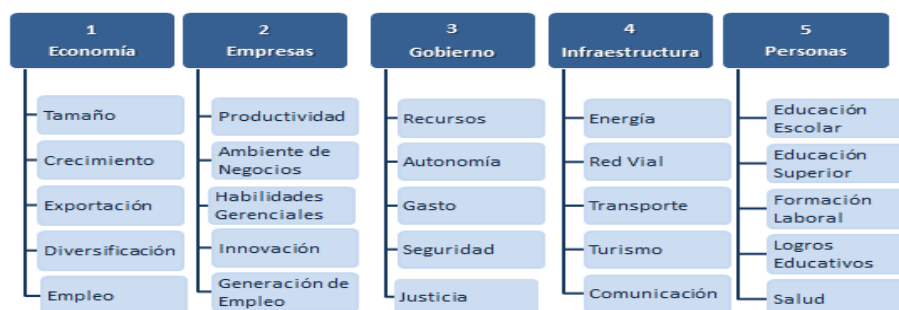 1
Economía
Tamaño
Crecimiento
Exportación
Diversificación
Empleo
2
Empresas
Productividad
Ambiente de
Negocios
Habilidades
Gerenciales
Innovación
Generación de
Empleo
3
Gobierno
Recursos
Autonomía
Gasto
Seguridad
Justicia
4
Infraestructura
Energía
Red Vial
Transporte
Turismo
Comunicación
5
Personas
Educación
Escolar
Educación
Superior
Formación
Laboral
Logros
Educativos
Salud